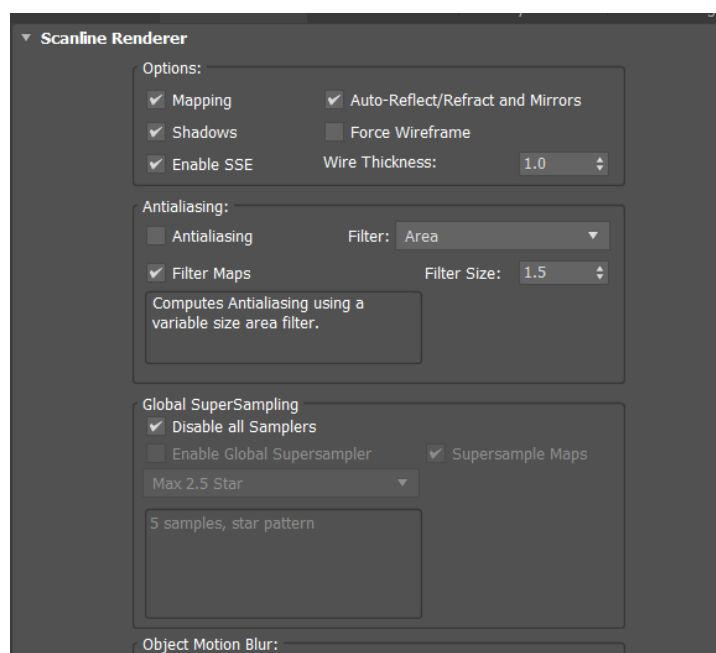 Scanline Renderer
Options:
Mapping
Auto-Reflect/Refract and Mirrors
Shadows
Force Wireframe
Enable SSE
Wire Thickness:
1.0
Antialiasing:
Antialiasing
Filter:
Area
Filter Maps
Filter Size:
1.5
Computes Antialiasing using a
variable size area filter.
Global SuperSampling
Disable all Samplers
Enable Global Supersampler
Supersample Maps
Max 2.5 Star
5 samples, star pattern
Object Motion Blur: